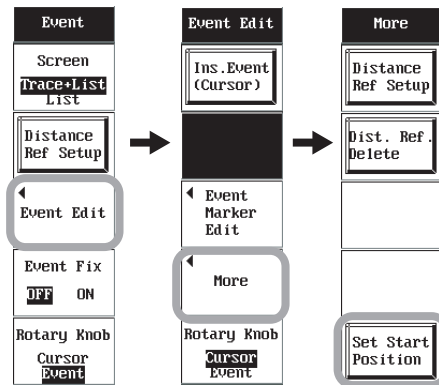 Event
Screen
Trace+List
List
Distance
Ref Setup
Event Edit
Event Fix
OFF ON
Rotary Knob
Cursor
Event
Event Edit
Ins.Event
(Cursor)
Event
Marker
Edit
More
Rotary Knob
Cursor
Event
More
Distance
Ref Setup
Dist. Ref.
Delete
Set Start
Position